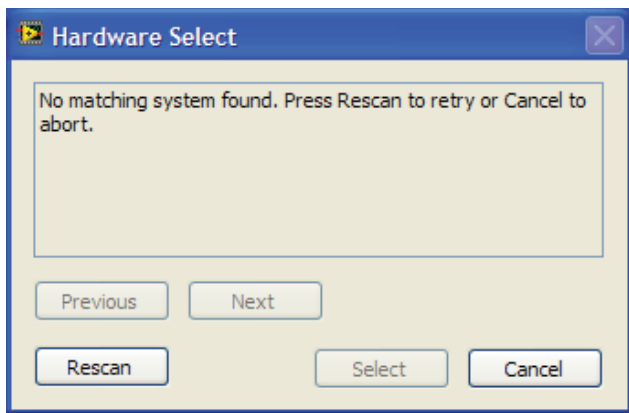 Hardware Select
No matching system found. Press Rescan to retry or Cancel to
abort.
Previous
Next
Rescan
Select
Cancel